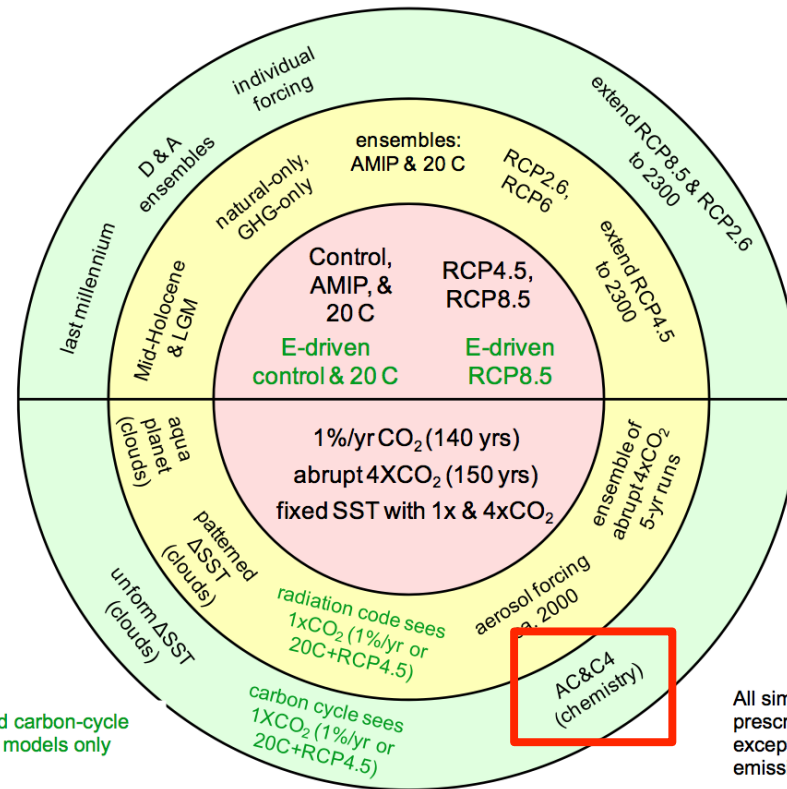 individual
forcing
D & A
ensembles
last millennium
extend RCP8.5 & RCP2.6
to 2300
natural-only,
GHG-only
ensembles:
AMIP & 20 C
RCP2.6,
RCP6
extend RCP4.5
to 2300
Mid-Holocene
& LGM
Control,
AMIP, &
20 C
RCP4.5,
RCP8.5
E-driven
control & 20 C
E-driven
RCP8.5
1%/yr CO₂ (140 yrs)
abrupt 4XCO₂ (150 yrs)
fixed SST with 1x & 4xCO₂
aqua
planet
(clouds)
patterned
ΔSST
(clouds)
unform ΔSST
(clouds)
radiation code sees
1xCO₂ (1%/yr or
20C+RCP4.5)
carbon cycle sees
1XCO₂ (1%/yr or
20C+RCP4.5)
aerosol forcing
2000
ensemble of
abrupt 4xCO₂
5-yr runs
AC&C4
(chemistry)
carbon-cycle
models only
All